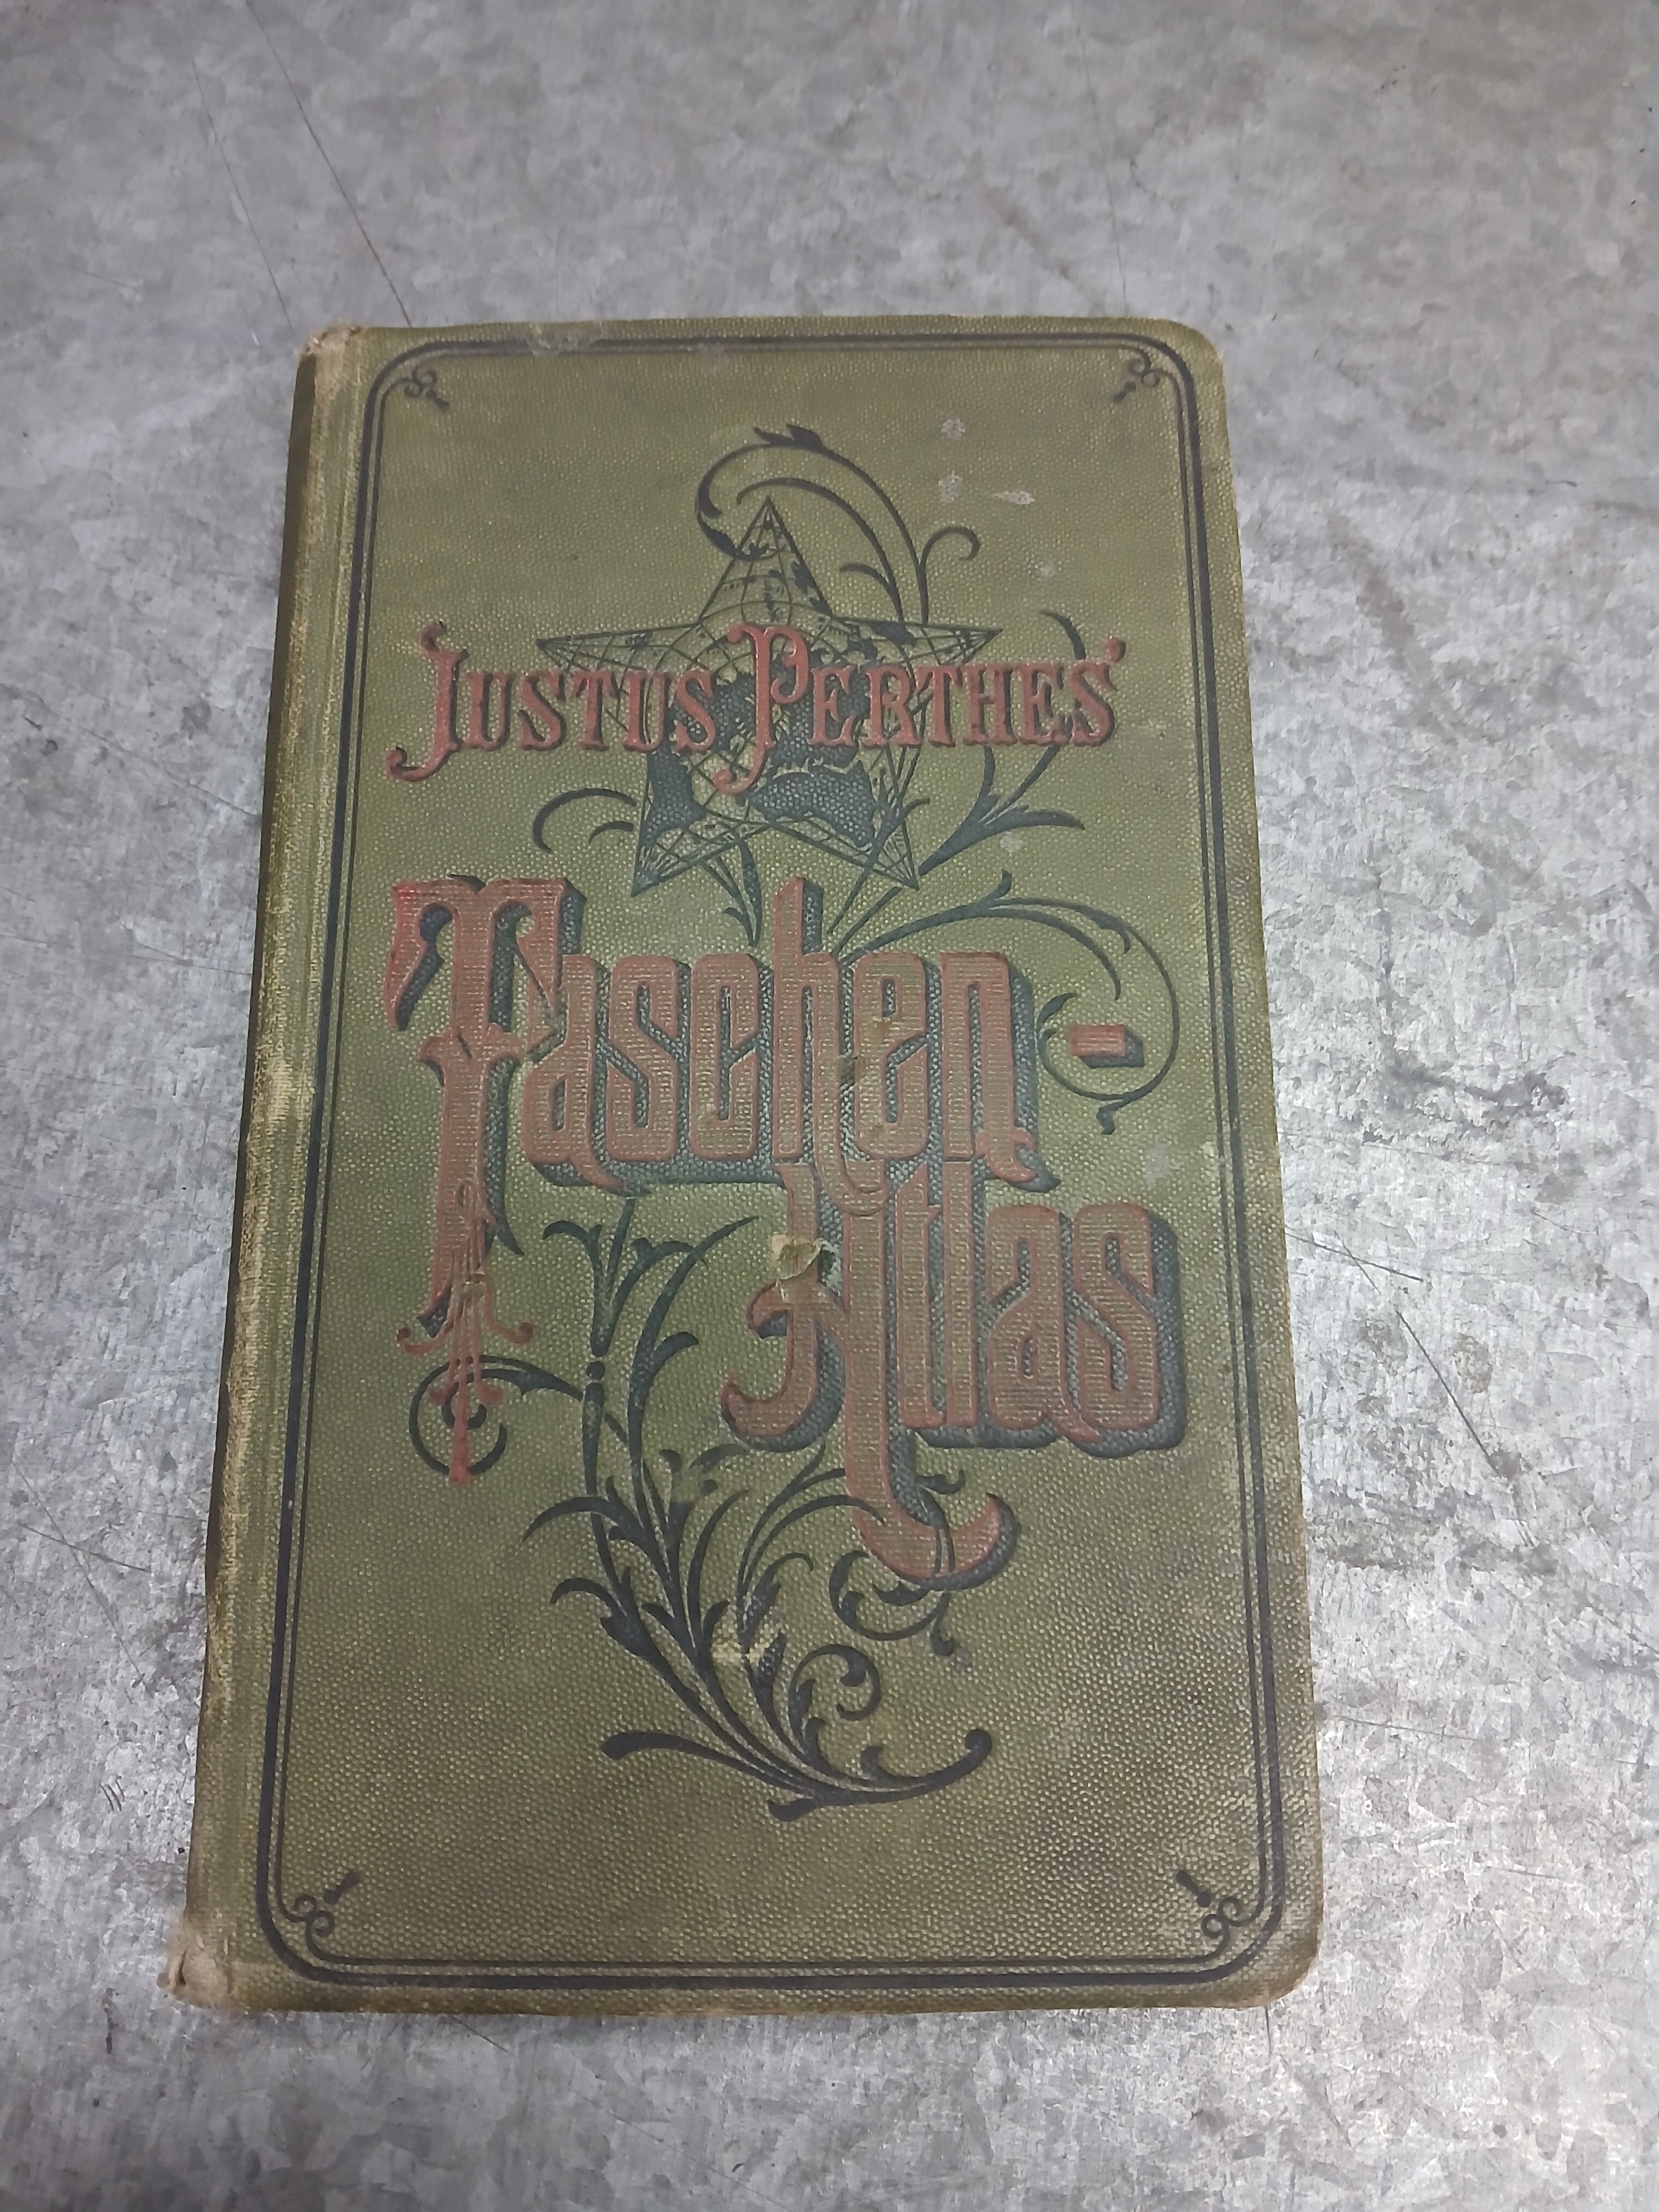 JUSTUS PERTHES'
Taschen-
Atlas